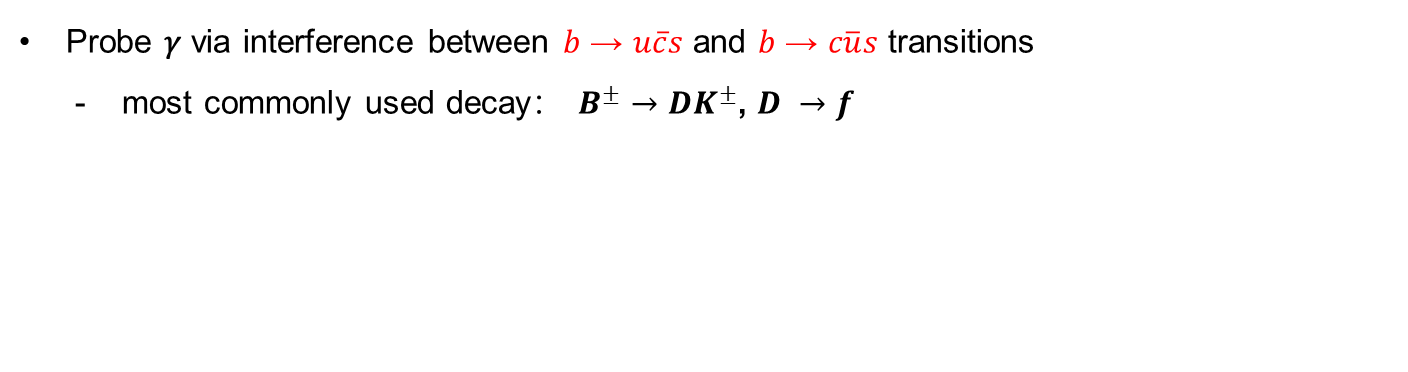 • Probe γ via interference between b → uc̄s and b → cūs transitions
- most commonly used decay: B± → DK±, D → f